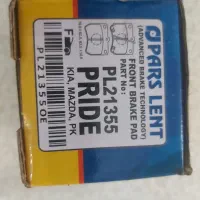 PARS LENT
(ADVANCED BRAKE TECHNOLOGY)
FRONT BRAKE PAD
PART No:
PL21355
PRIDE
KIA, MAZDA, PK
PL21355OE